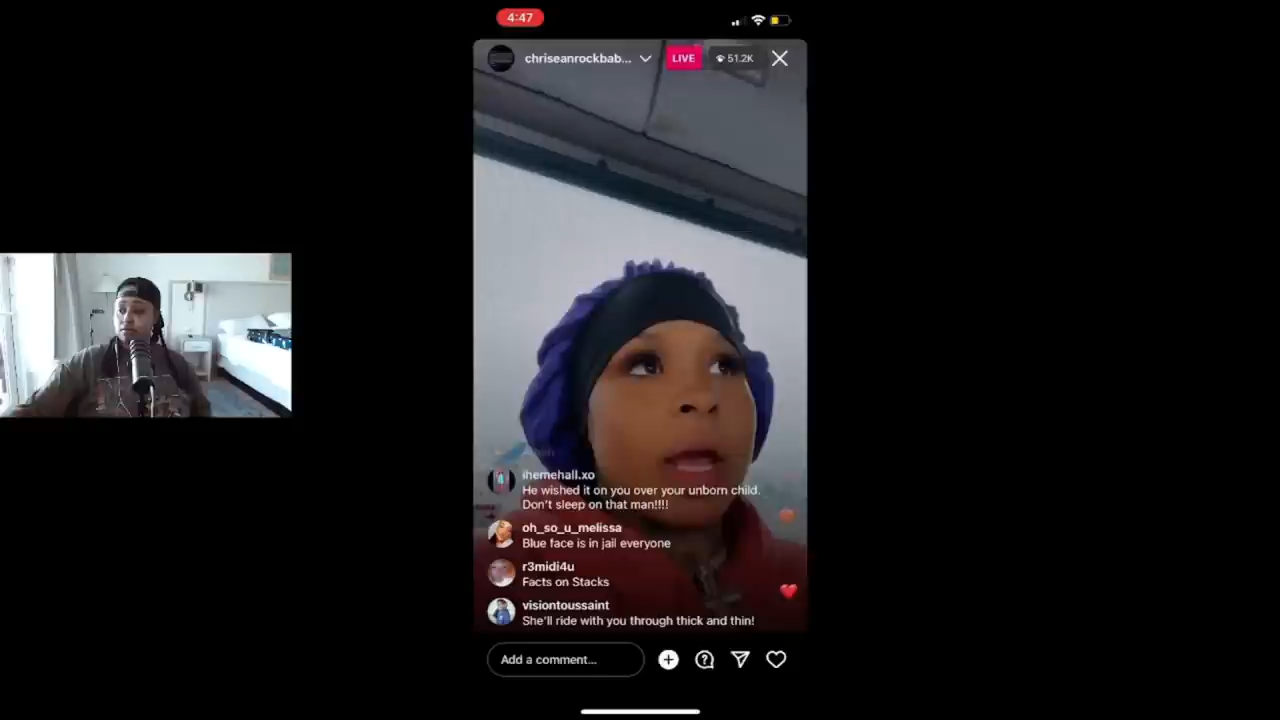 4:47
chriseanrockbab...
LIVE
51.2K
ihemehall.xo
He wished it on you over your unborn child.
Don't sleep on that man!!!!
oh_so_u_melissa
Blue face is in jail everyone
r3midi4u
Facts on Stacks
visiontoussaint
She'll ride with you through thick and thin!
Add a comment...